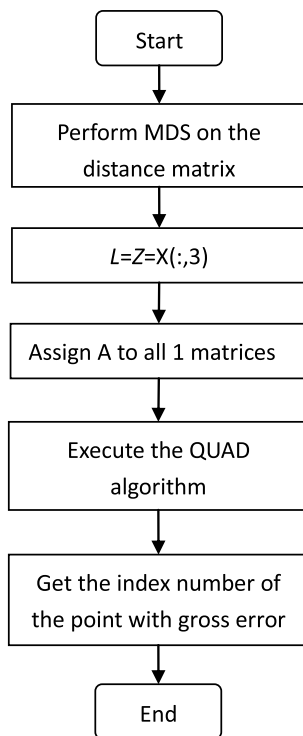 Start
Perform MDS on the
distance matrix
L=Z=X(:,3)
Assign A to all 1 matrices
Execute the QUAD
algorithm
Get the index number of
the point with gross error
End